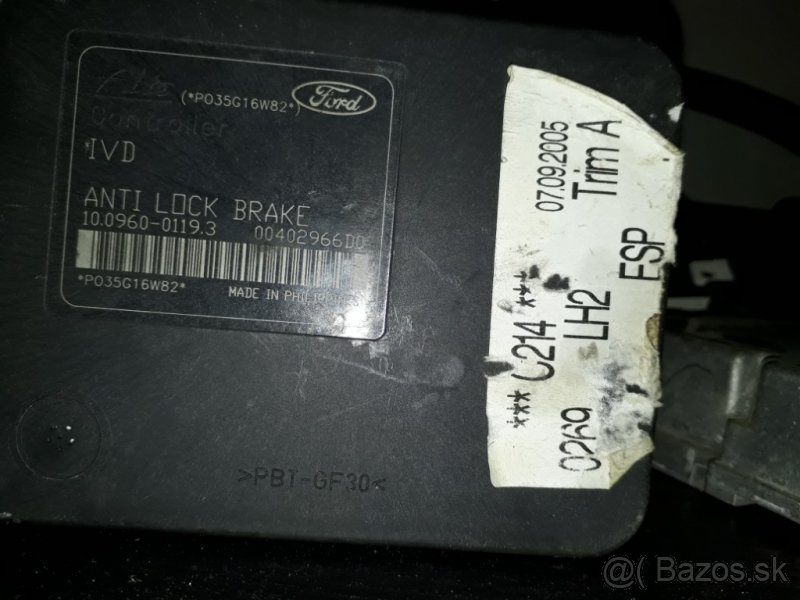 (*P035G16W82*)
Ford
Controller
IVD
ANTI LOCK BRAKE
10.0960-0119.3 00402966D0
*P035G16W82*
MADE IN
>PBT-GF30<
*** C214 *** 07.09.2005
0269 LH2 Trim A
ESP
@( Bazos.sk